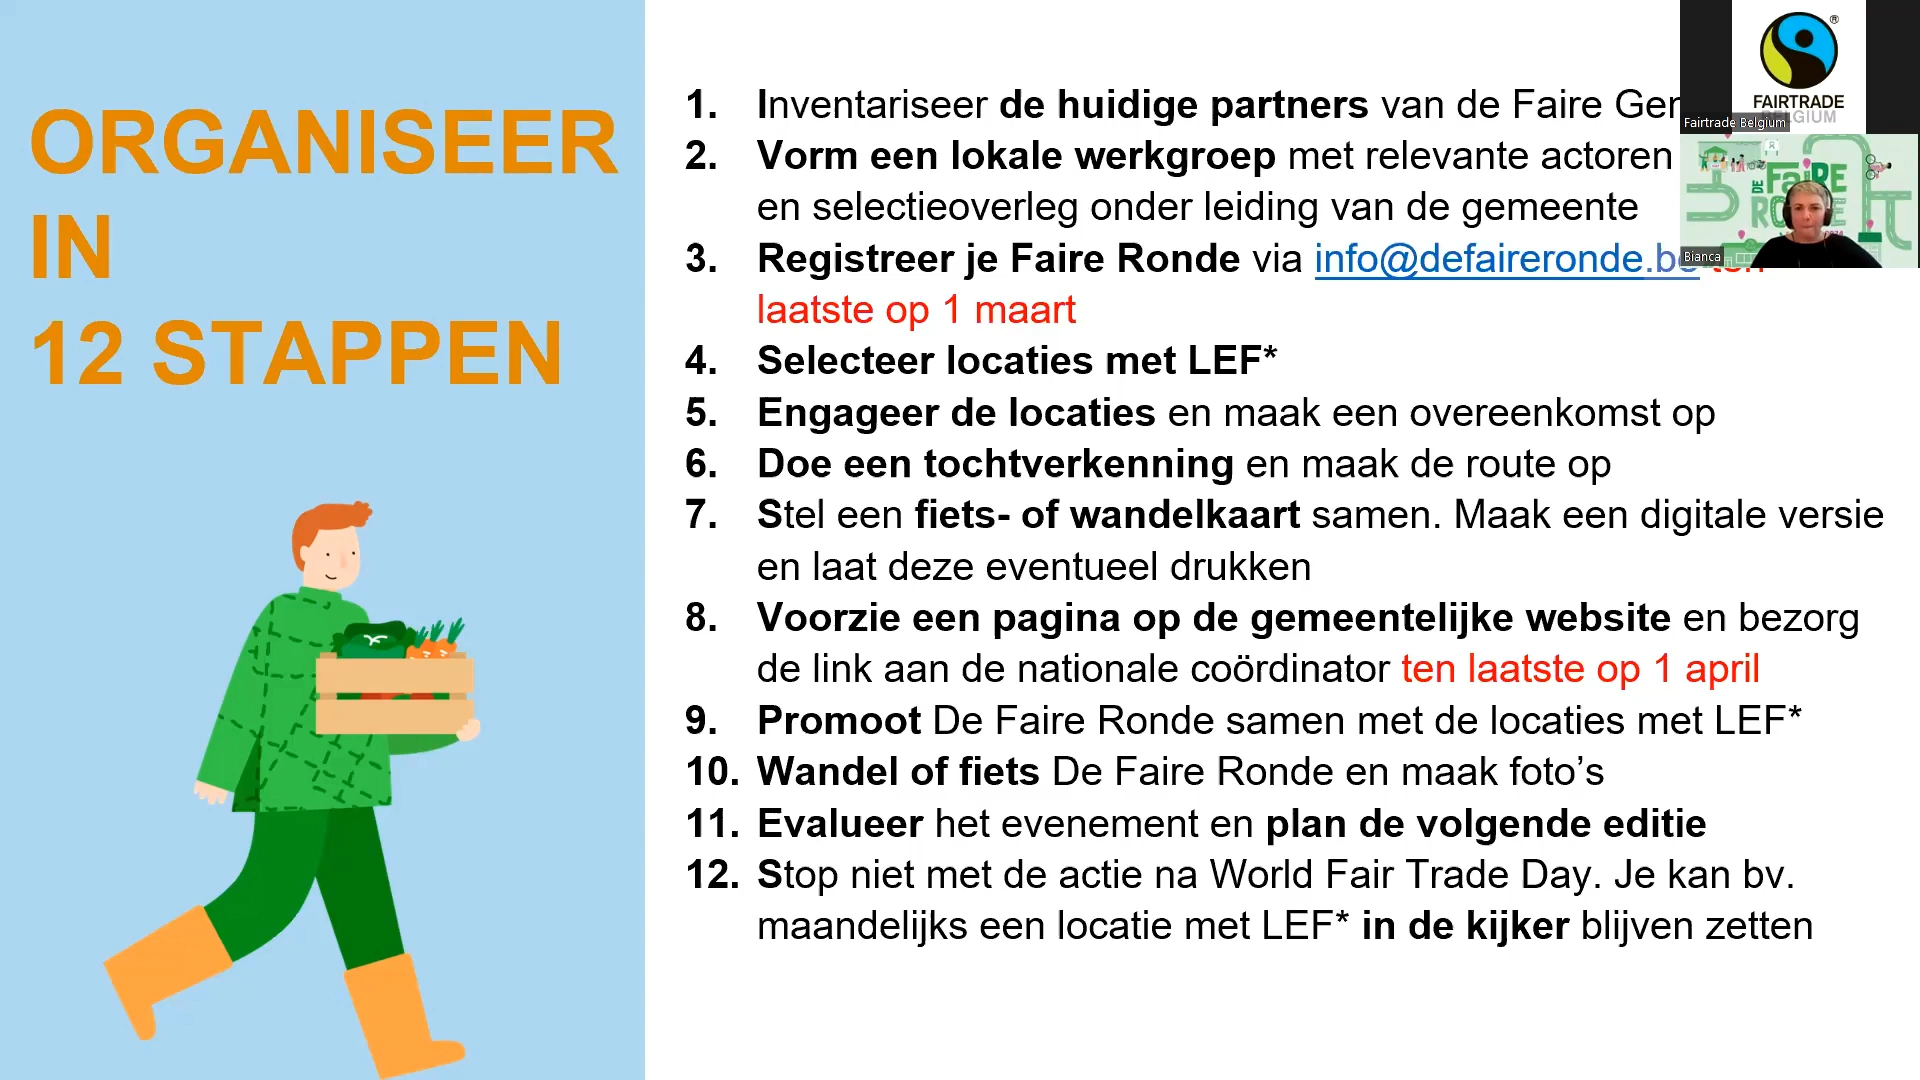 ORGANISEER
IN
12 STAPPEN
1. Inventariseer de huidige partners van de Faire
2. Vorm een lokale werkgroep met relevante actoren
en selectieoverleg onder leiding van de gemeente
3. Registreer je Faire Ronde via info@defaireronde.be ten
laatste op 1 maart
4. Selecteer locaties met LEF*
5. Engageer de locaties en maak een overeenkomst op
6. Doe een tochtverkenning en maak de route op
7. Stel een fiets- of wandelkaart samen. Maak een digitale versie
en laat deze eventueel drukken
8. Voorzie een pagina op de gemeentelijke website en bezorg
de link aan de nationale coördinator ten laatste op 1 april
9. Promoot De Faire Ronde samen met de locaties met LEF*
10. Wandel of fiets De Faire Ronde en maak foto’s
11. Evalueer het evenement en plan de volgende editie
12. Stop niet met de actie na World Fair Trade Day. Je kan bv.
maandelijks een locatie met LEF* in de kijker blijven zetten
FAIRTRADE
BELGIUM
Fairtrade Belgium
DE FAIRE
Bianca